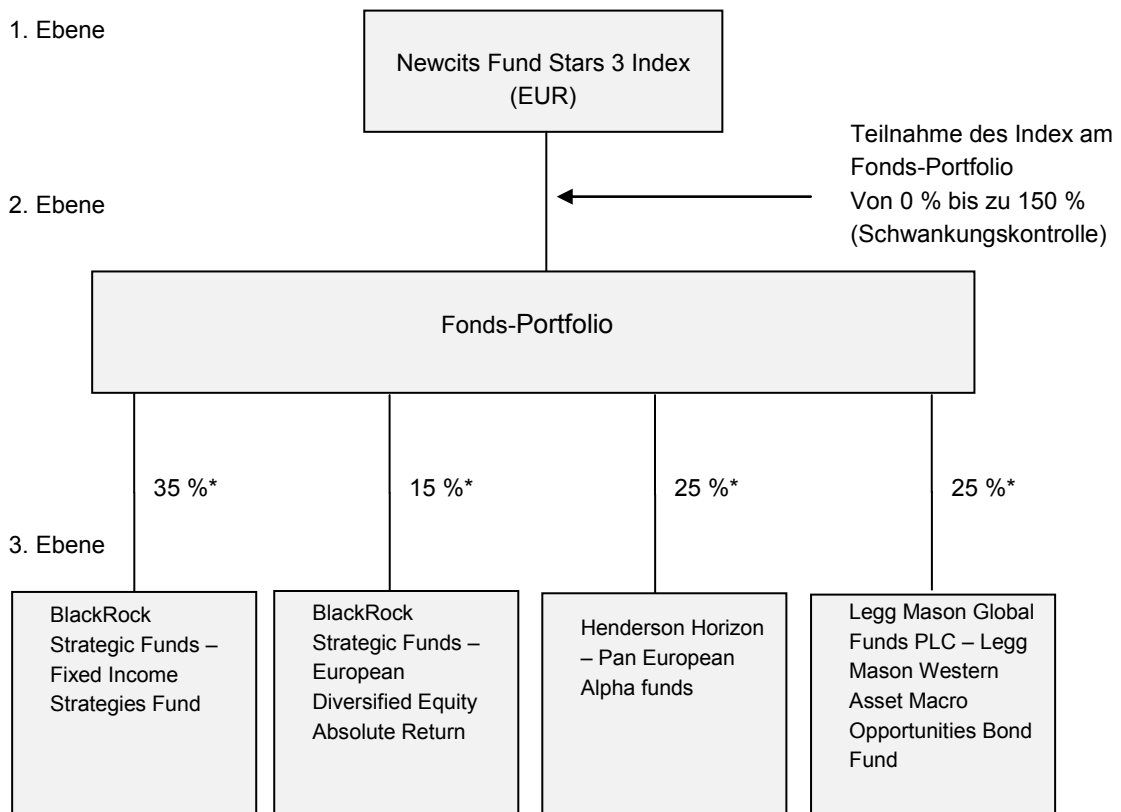 1. Ebene
Newcits Fund Stars 3 Index
(EUR)
Teilnahme des Index am
Fonds-Portfolio
Von 0 % bis zu 150 %
(Schwankungskontrolle)
2. Ebene
Fonds-Portfolio
35 %*
15 %*
25 %*
25 %*
3. Ebene
BlackRock
Strategic Funds –
Fixed Income
Strategies Fund
BlackRock
Strategic Funds –
European
Diversified Equity
Absolute Return
Henderson Horizon
– Pan European
Alpha funds
Legg Mason Global
Funds PLC – Legg
Mason Western
Asset Macro
Opportunities Bond
Fund